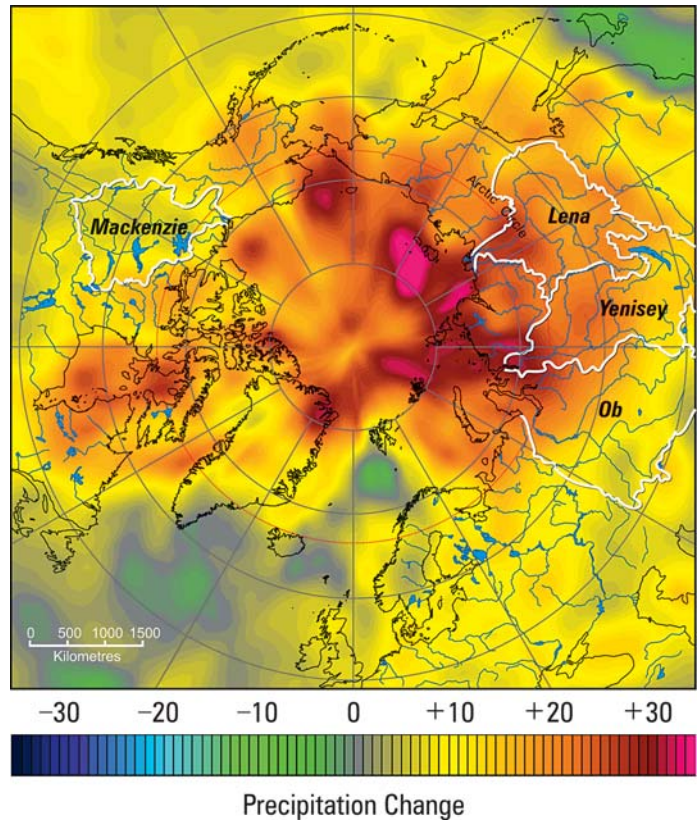 Arctic Circle
Mackenzie
Lena
Yenisey
Ob
0 500 1000 1500
Kilometres
−30 −20 −10 0 +10 +20 +30
Precipitation Change